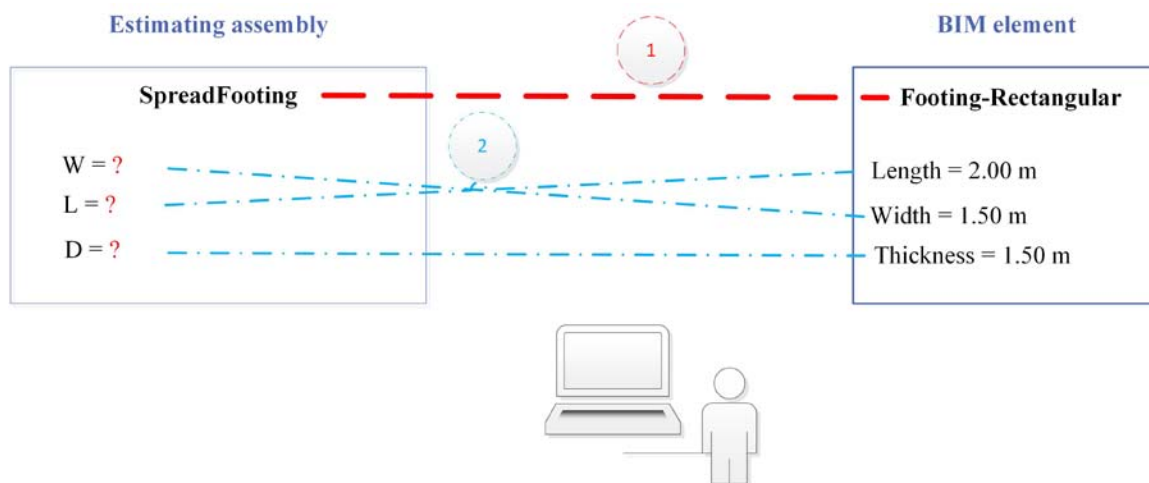 Estimating assembly
BIM element
1
SpreadFooting
Footing-Rectangular
2
W = ?
L = ?
D = ?
Length = 2.00 m
Width = 1.50 m
Thickness = 1.50 m